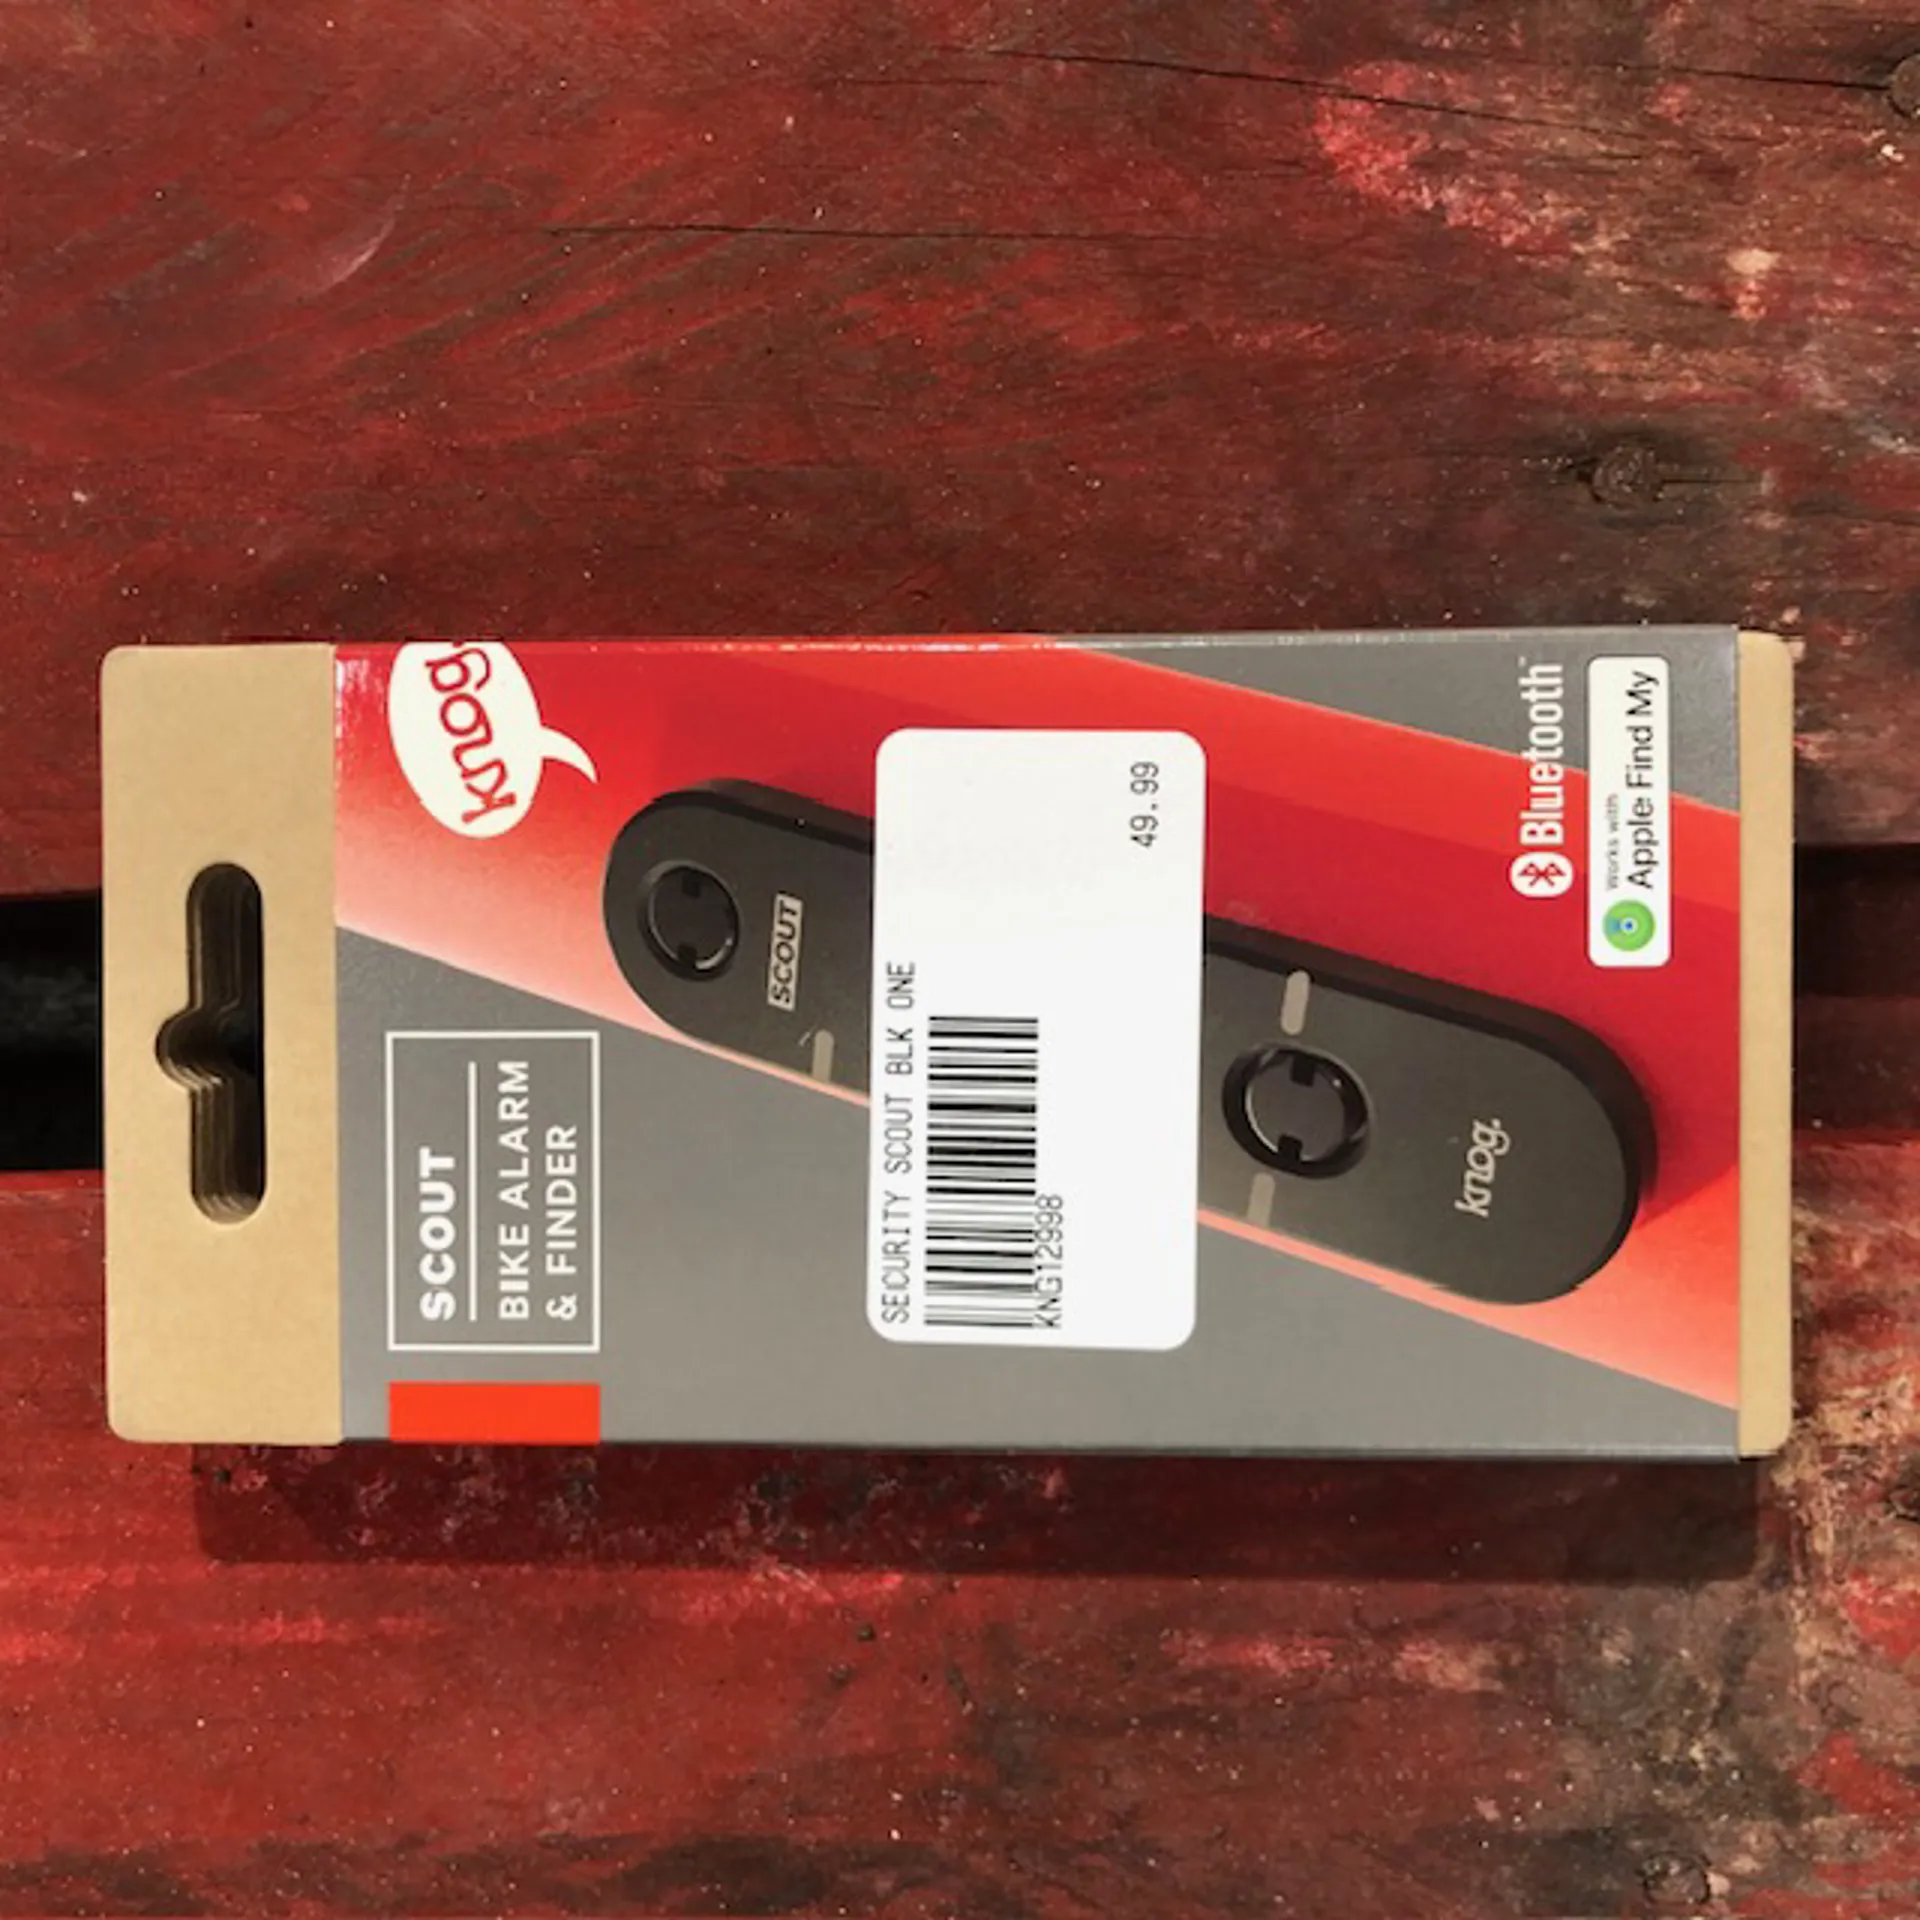 knog.
SCOUT
BIKE ALARM
& FINDER
SCOUT
49.99
SECURITY SCOUT BLK ONE
KNG12998
knog.
Bluetooth™
Works with
Apple Find My